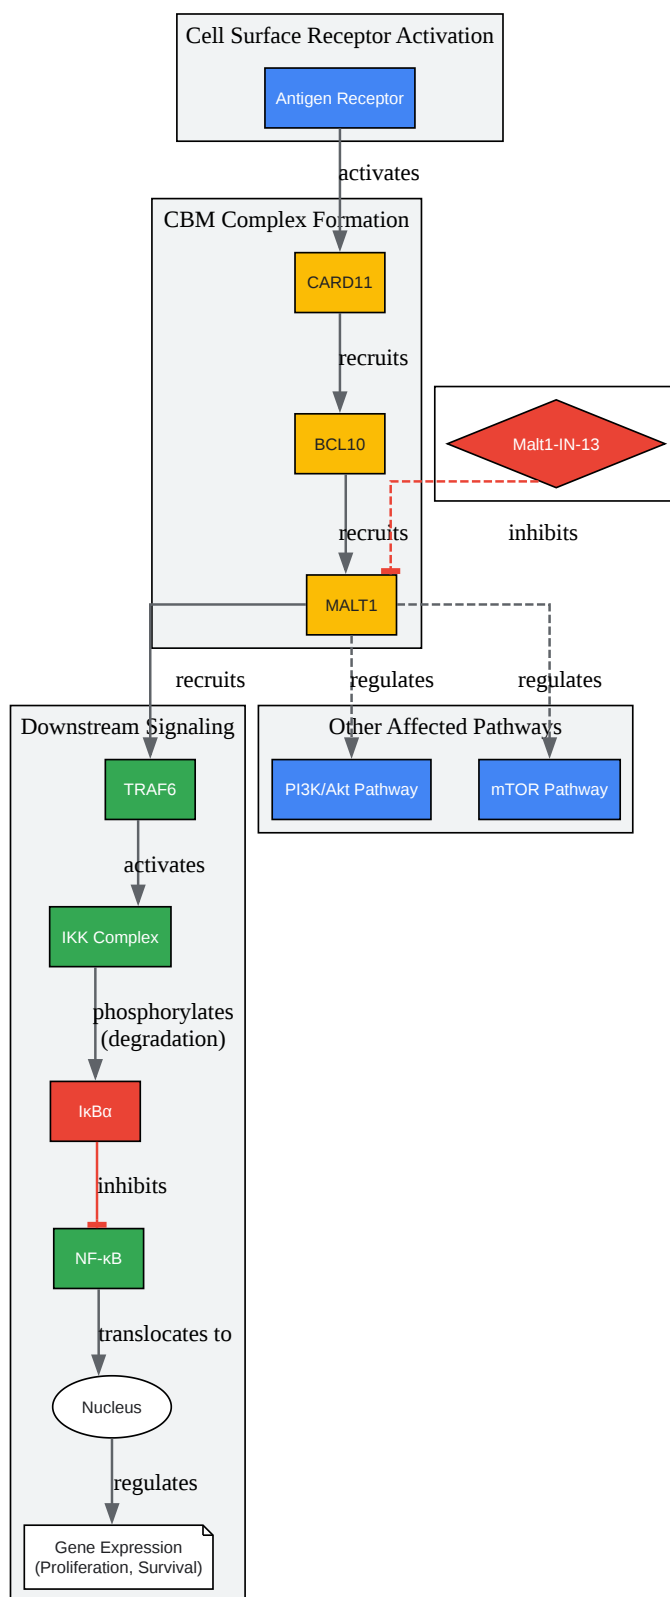 Cell Surface Receptor Activation
Antigen Receptor
activates
CBM Complex Formation
CARD11
recruits
BCL10
Malt1-IN-13
recruits
inhibits
MALT1
recruits
regulates
regulates
Downstream Signaling
Other Affected Pathways
TRAF6
PI3K/Akt Pathway
mTOR Pathway
activates
IKK Complex
phosphorylates
(degradation)
IκBα
inhibits
NF-κB
translocates to
Nucleus
regulates
Gene Expression
(Proliferation, Survival)